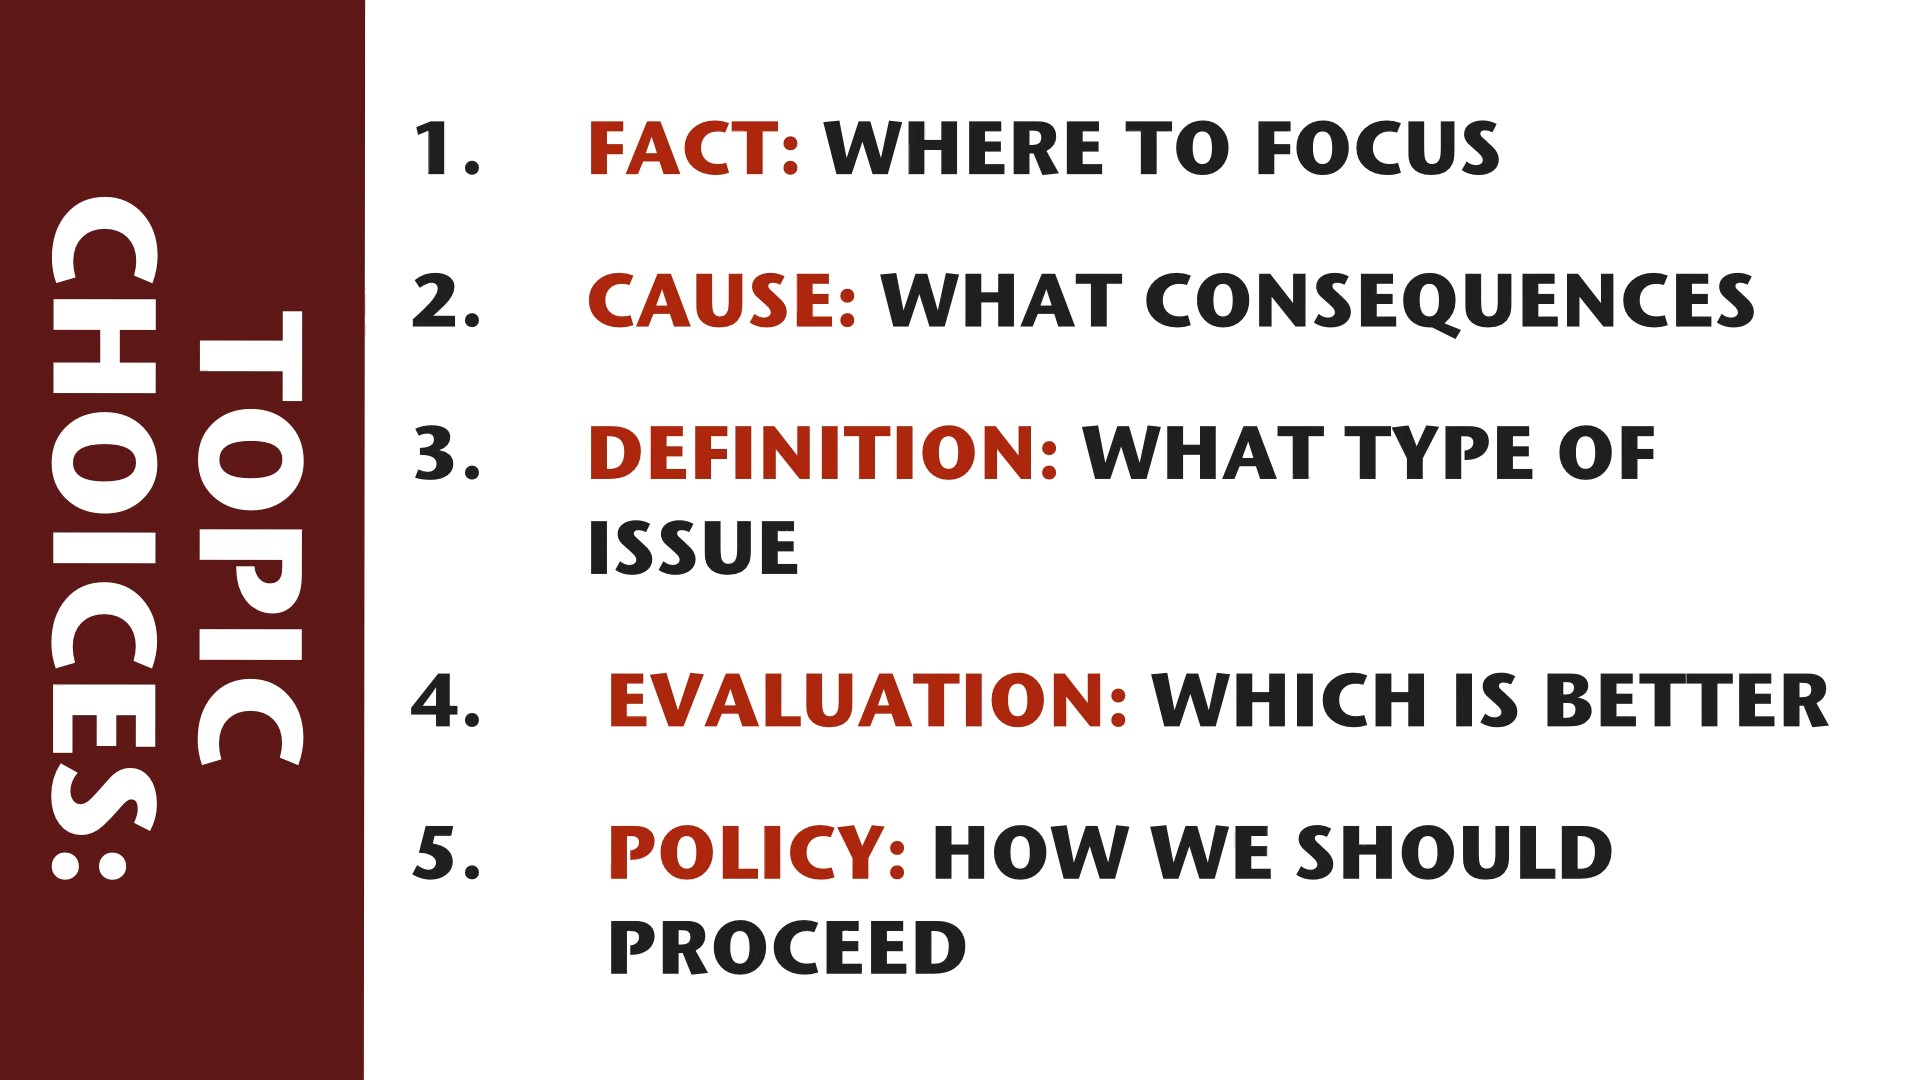 TOPIC
CHOICES:
1. FACT: WHERE TO FOCUS
2. CAUSE: WHAT CONSEQUENCES
3. DEFINITION: WHAT TYPE OF
ISSUE
4. EVALUATION: WHICH IS BETTER
5. POLICY: HOW WE SHOULD
PROCEED